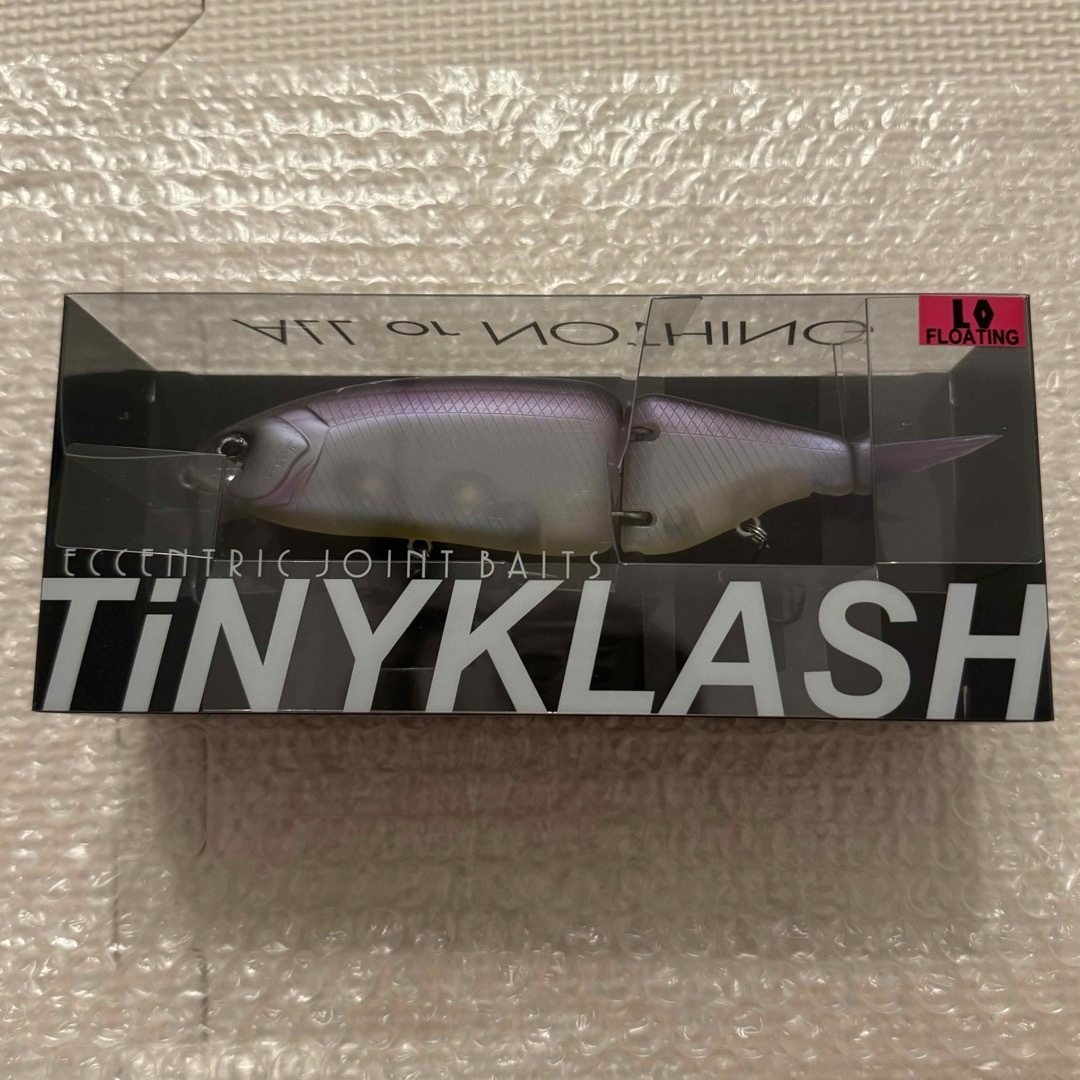 ALL or NOTHING
LO
FLOATING
ECCENTRIC JOINT BAITS
TiNYKLASH